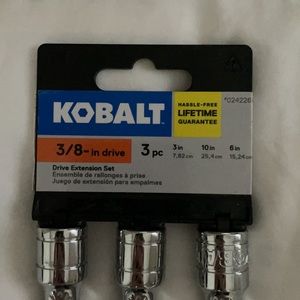 KOBALT
HASSLE-FREE
LIFETIME
GUARANTEE
3/8- in drive
3 pc
3 in 10 in 6 in
7,62 cm 25,4 cm 15,24 cm
Drive Extension Set
Ensemble de rallonges à prise
Juego de extensión para empalmes